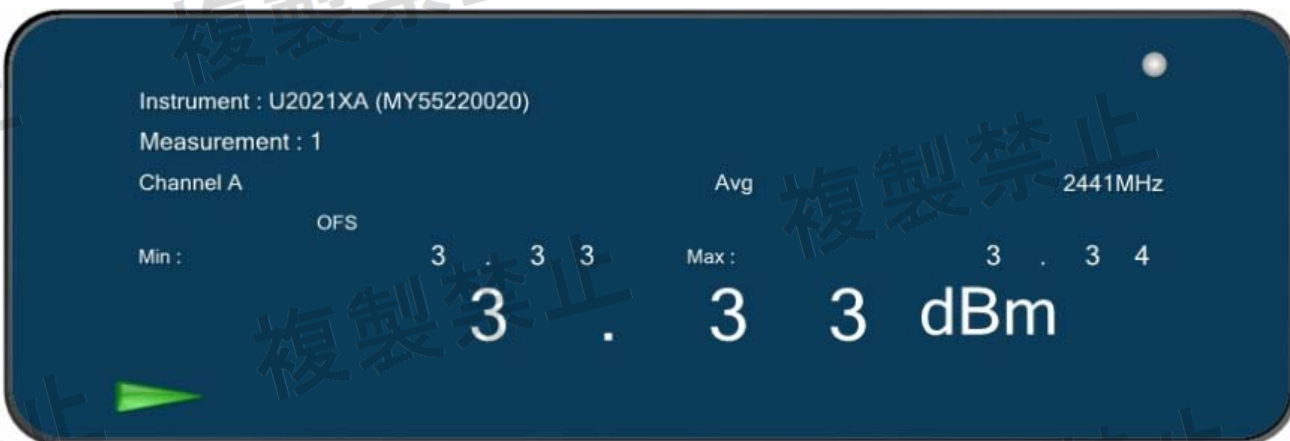 複製禁止
Instrument : U2021XA (MY55220020)
Measurement : 1
Channel A Avg 2441MHz
複製禁止
OFS
Min : 3 . 3 3 Max : 3 . 3 4
3 . 3 3 dBm
複製禁止
止